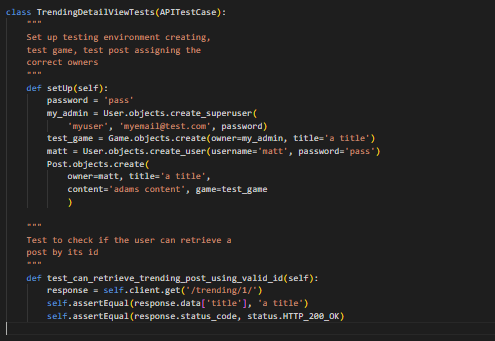 class TrendingDetailViewTests(APITestCase):
    """
    Set up testing environment creating,
    test game, test post assigning the
    correct owners
    """
    def setUp(self):
        password = 'pass'
        my_admin = User.objects.create_superuser(
            'myuser', 'myemail@test.com', password)
        test_game = Game.objects.create(owner=my_admin, title='a title')
        matt = User.objects.create_user(username='matt', password='pass')
        Post.objects.create(
            owner=matt, title='a title',
            content='adams content', game=test_game
            )
    """
    Test to check if the user can retrieve a
    post by its id
    """
    def test_can_retrieve_trending_post_using_valid_id(self):
        response = self.client.get('/trending/1/')
        self.assertEqual(response.data['title'], 'a title')
        self.assertEqual(response.status_code, status.HTTP_200_OK)